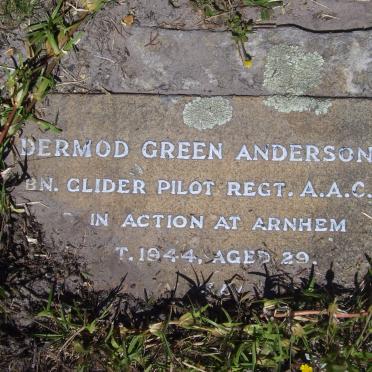 DERMOD GREEN ANDERSON
BN. GLIDER PILOT REGT. A.A.C.
IN ACTION AT ARNHEM
T. 1944, AGED 29.